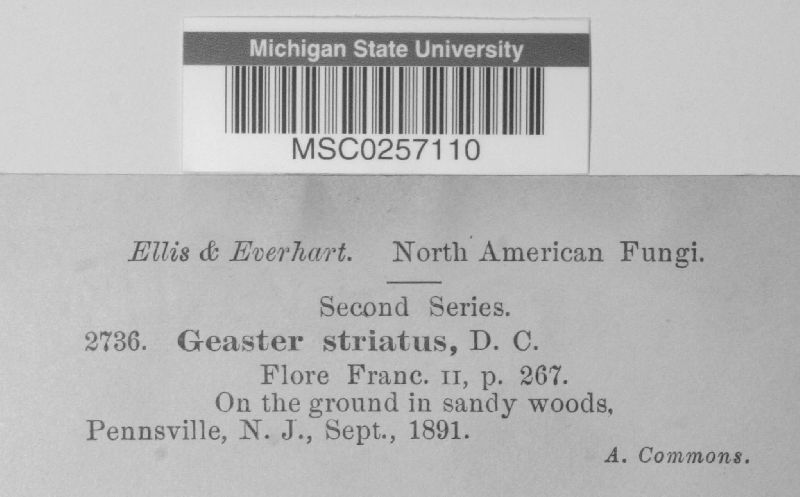 Michigan State University
MSC0257110
Ellis & Everhart. North American Fungi.
Second Series.
2736. Geaster striatus, D. C.
Flore Franc. II, p. 267.
On the ground in sandy woods,
Pennsville, N. J., Sept., 1891.
A. Commons.